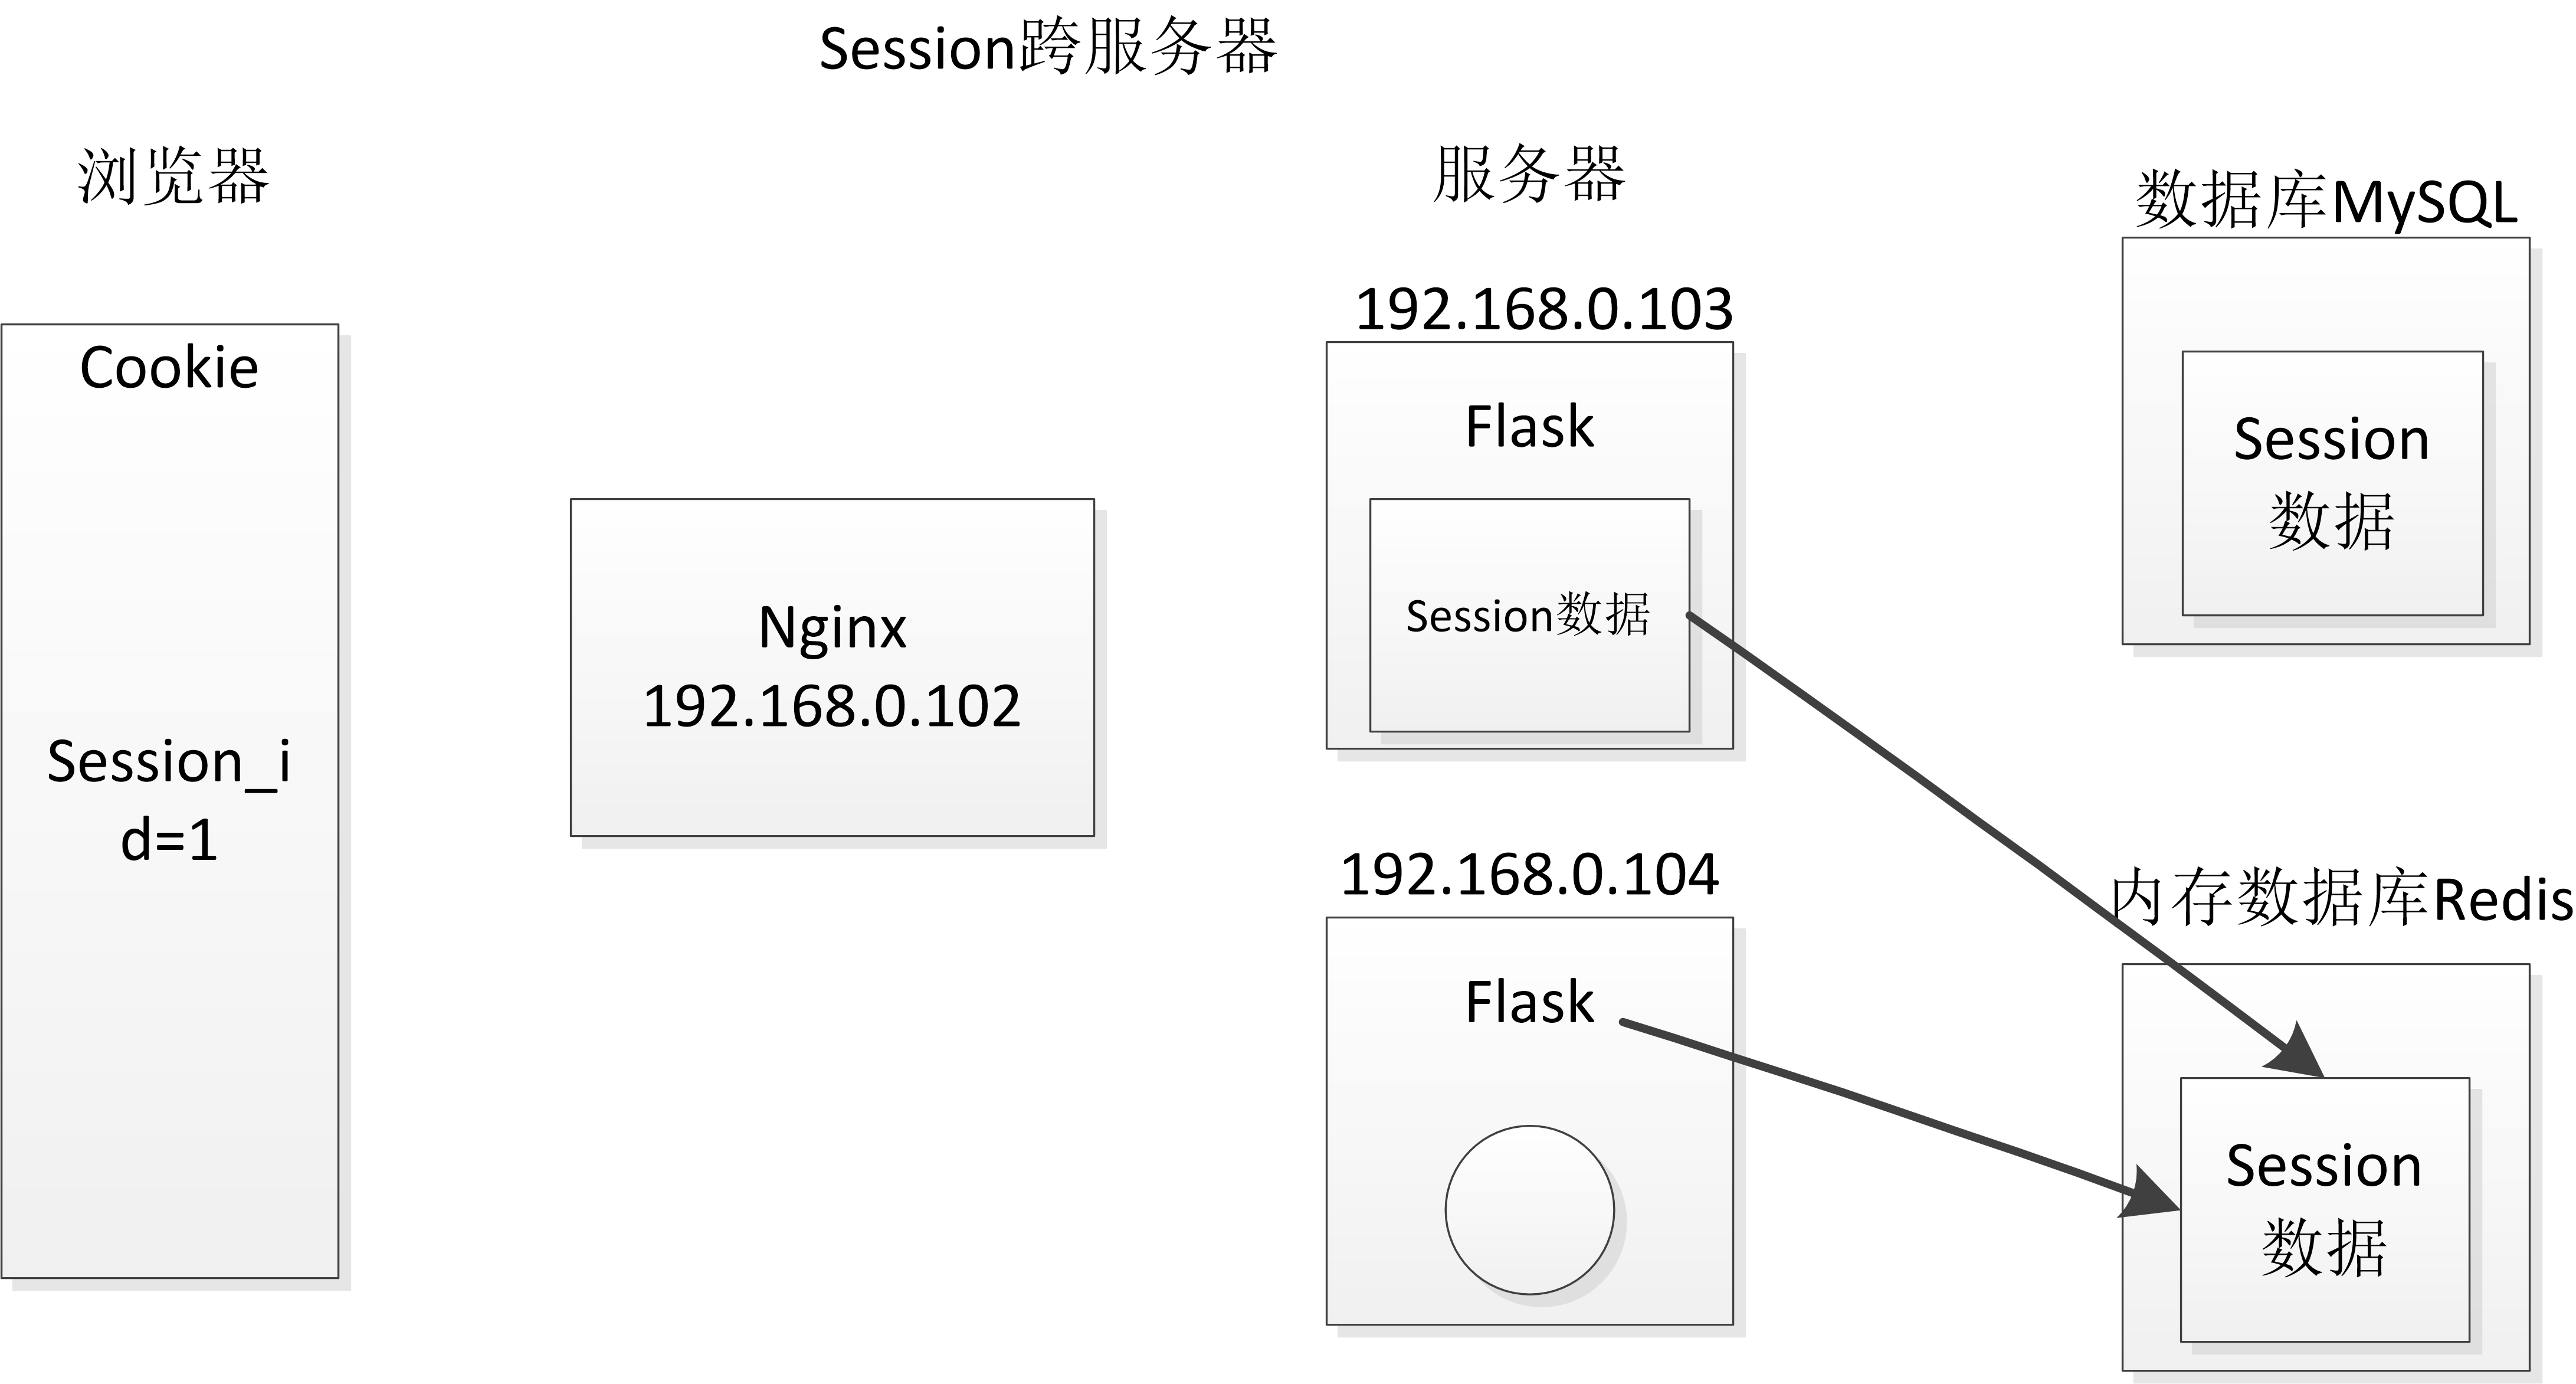 Session跨服务器
浏览器
服务器
数据库MySQL
192.168.0.103
Cookie
Flask
Session
数据
Session数据
Nginx
192.168.0.102
Session_i
d=1
192.168.0.104
内存数据库Redis
Flask
Session
数据